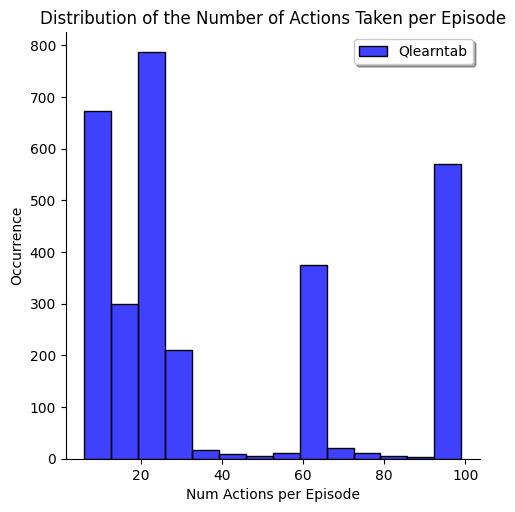 Distribution of the Number of Actions Taken per Episode
Qlearntab
800
700
600
500
400
300
200
100
0
Occurrence
20 40 60 80 100
Num Actions per Episode